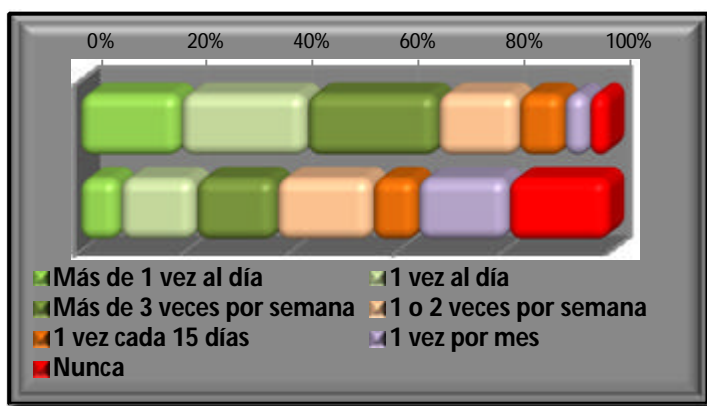 0% 20% 40% 60% 80% 100%
Más de 1 vez al día 1 vez al día
Más de 3 veces por semana 1 o 2 veces por semana
1 vez cada 15 días 1 vez por mes
Nunca